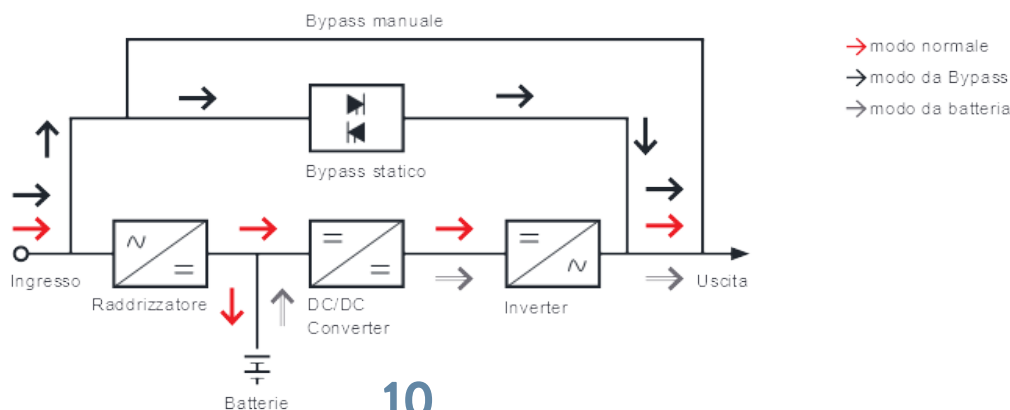 Bypass manuale
modo normale
modo da Bypass
modo da batteria
Bypass statico
Ingresso
Raddrizzatore
DC/DC
Converter
Inverter
Uscita
Batterie
10